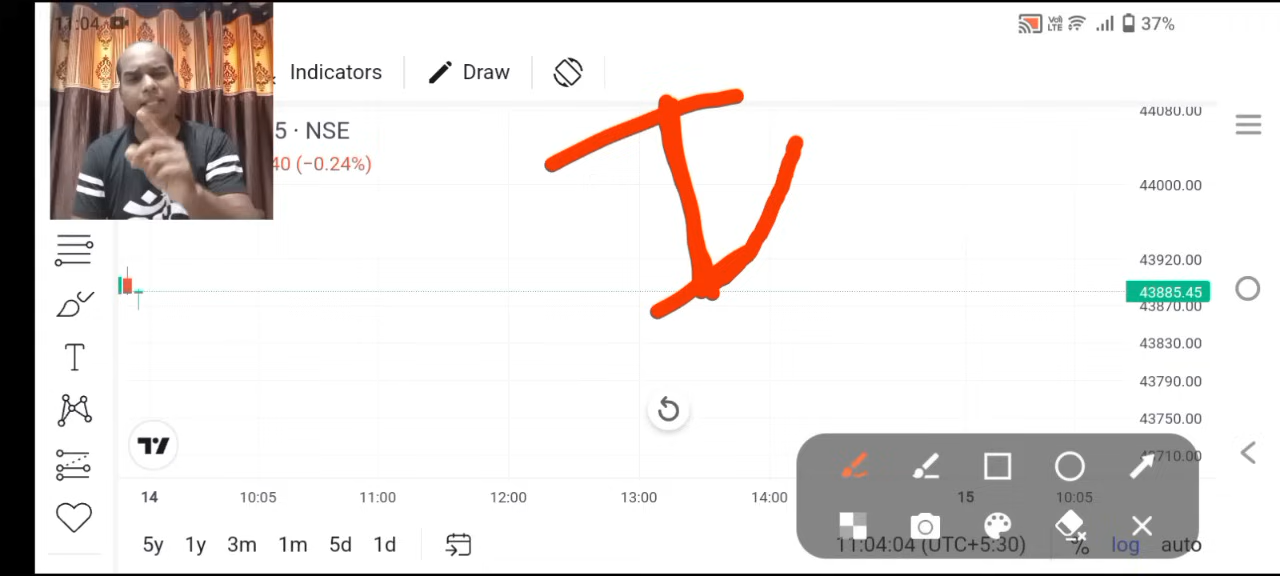 11:04
Vo)
LTE
37%
Indicators
Draw
5 · NSE
40 (−0.24%)
44080.00
44000.00
43920.00
43885.45
43870.00
43830.00
43790.00
43750.00
43710.00
14
10:05
11:00
12:00
13:00
14:00
15
10:05
5y
1y
3m
1m
5d
1d
11:04:04 (UTC+5:30)
%
log
auto